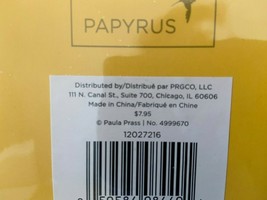 PAPYRUS
Distributed by/Distribué par PRGCO, LLC
111 N. Canal St., Suite 700, Chicago, IL 60606
Made in China/Fabriqué en Chine
$7.95
© Paula Press | No. 4999670
12027216